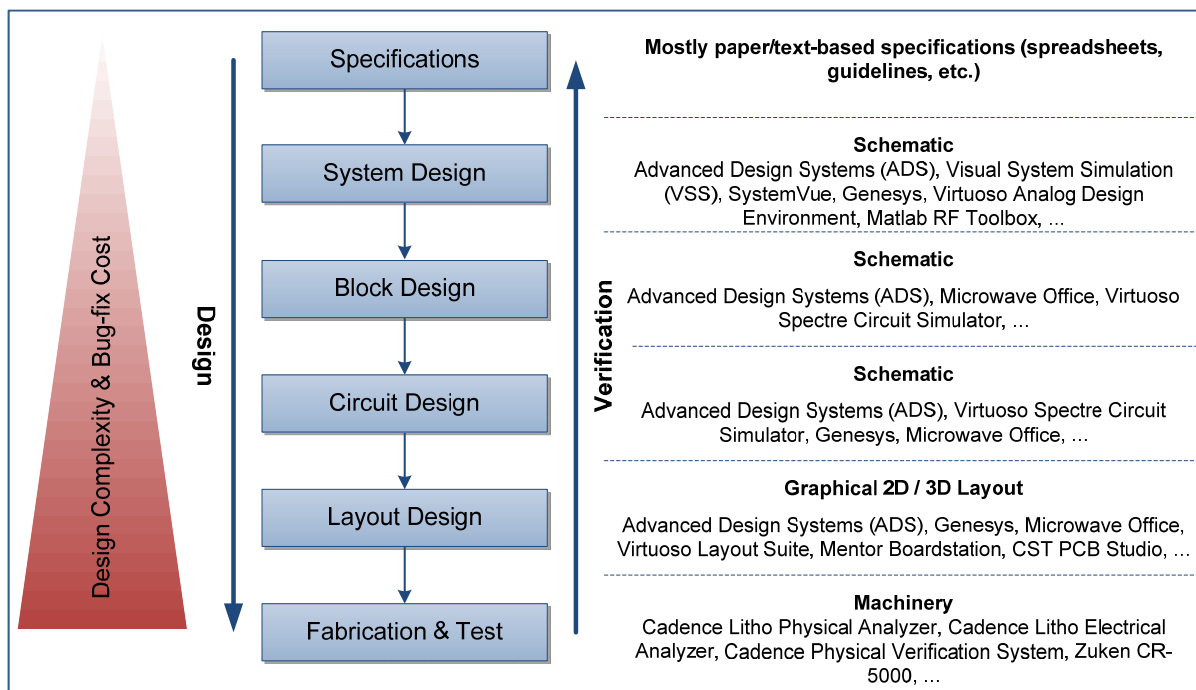 Specifications
System Design
Block Design
Circuit Design
Layout Design
Fabrication & Test
Design Complexity & Bug-fix Cost
Design
Verification
Mostly paper/text-based specifications (spreadsheets,
guidelines, etc.)
Schematic
Advanced Design Systems (ADS), Visual System Simulation
(VSS), SystemVue, Genesys, Virtuoso Analog Design
Environment, Matlab RF Toolbox, ...
Schematic
Advanced Design Systems (ADS), Microwave Office, Virtuoso
Spectre Circuit Simulator, ...
Schematic
Advanced Design Systems (ADS), Virtuoso Spectre Circuit
Simulator, Genesys, Microwave Office, ...
Graphical 2D / 3D Layout
Advanced Design Systems (ADS), Genesys, Microwave Office,
Virtuoso Layout Suite, Mentor Boardstation, CST PCB Studio, ...
Machinery
Cadence Litho Physical Analyzer, Cadence Litho Electrical
Analyzer, Cadence Physical Verification System, Zuken CR-
5000, ...